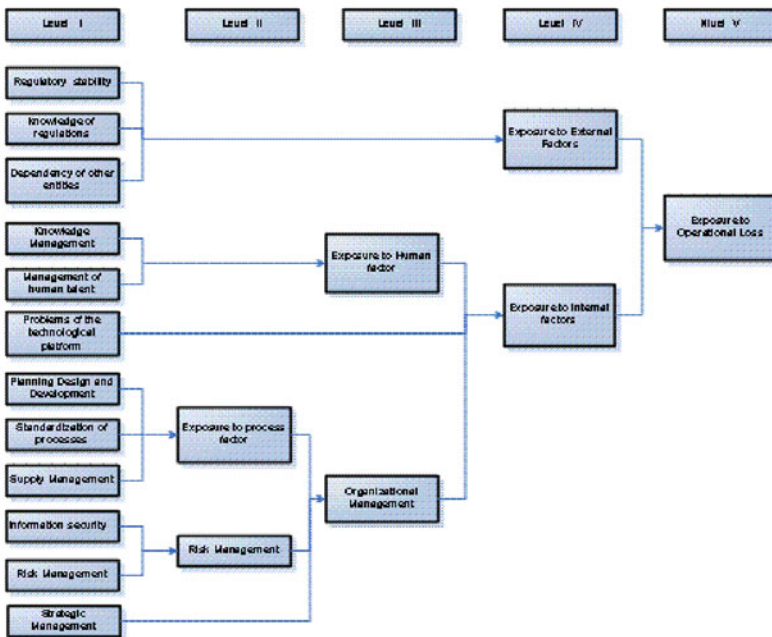 Level I
Level II
Level III
Level IV
Nivel V
Regulatory stability
Knowledge of
regulations
Dependency of other
entities
Exposure to External
Factors
Knowledge
Management
Management of
human talent
Exposure to Human
factor
Exposure to
Operational Loss
Problems of the
technological
platform
Exposure to Internal
factors
Planning Design and
Development
Standardization of
processes
Supply Management
Exposure to process
factor
Organizational
Management
Information security
Risk Management
Risk Management
Strategic
Management